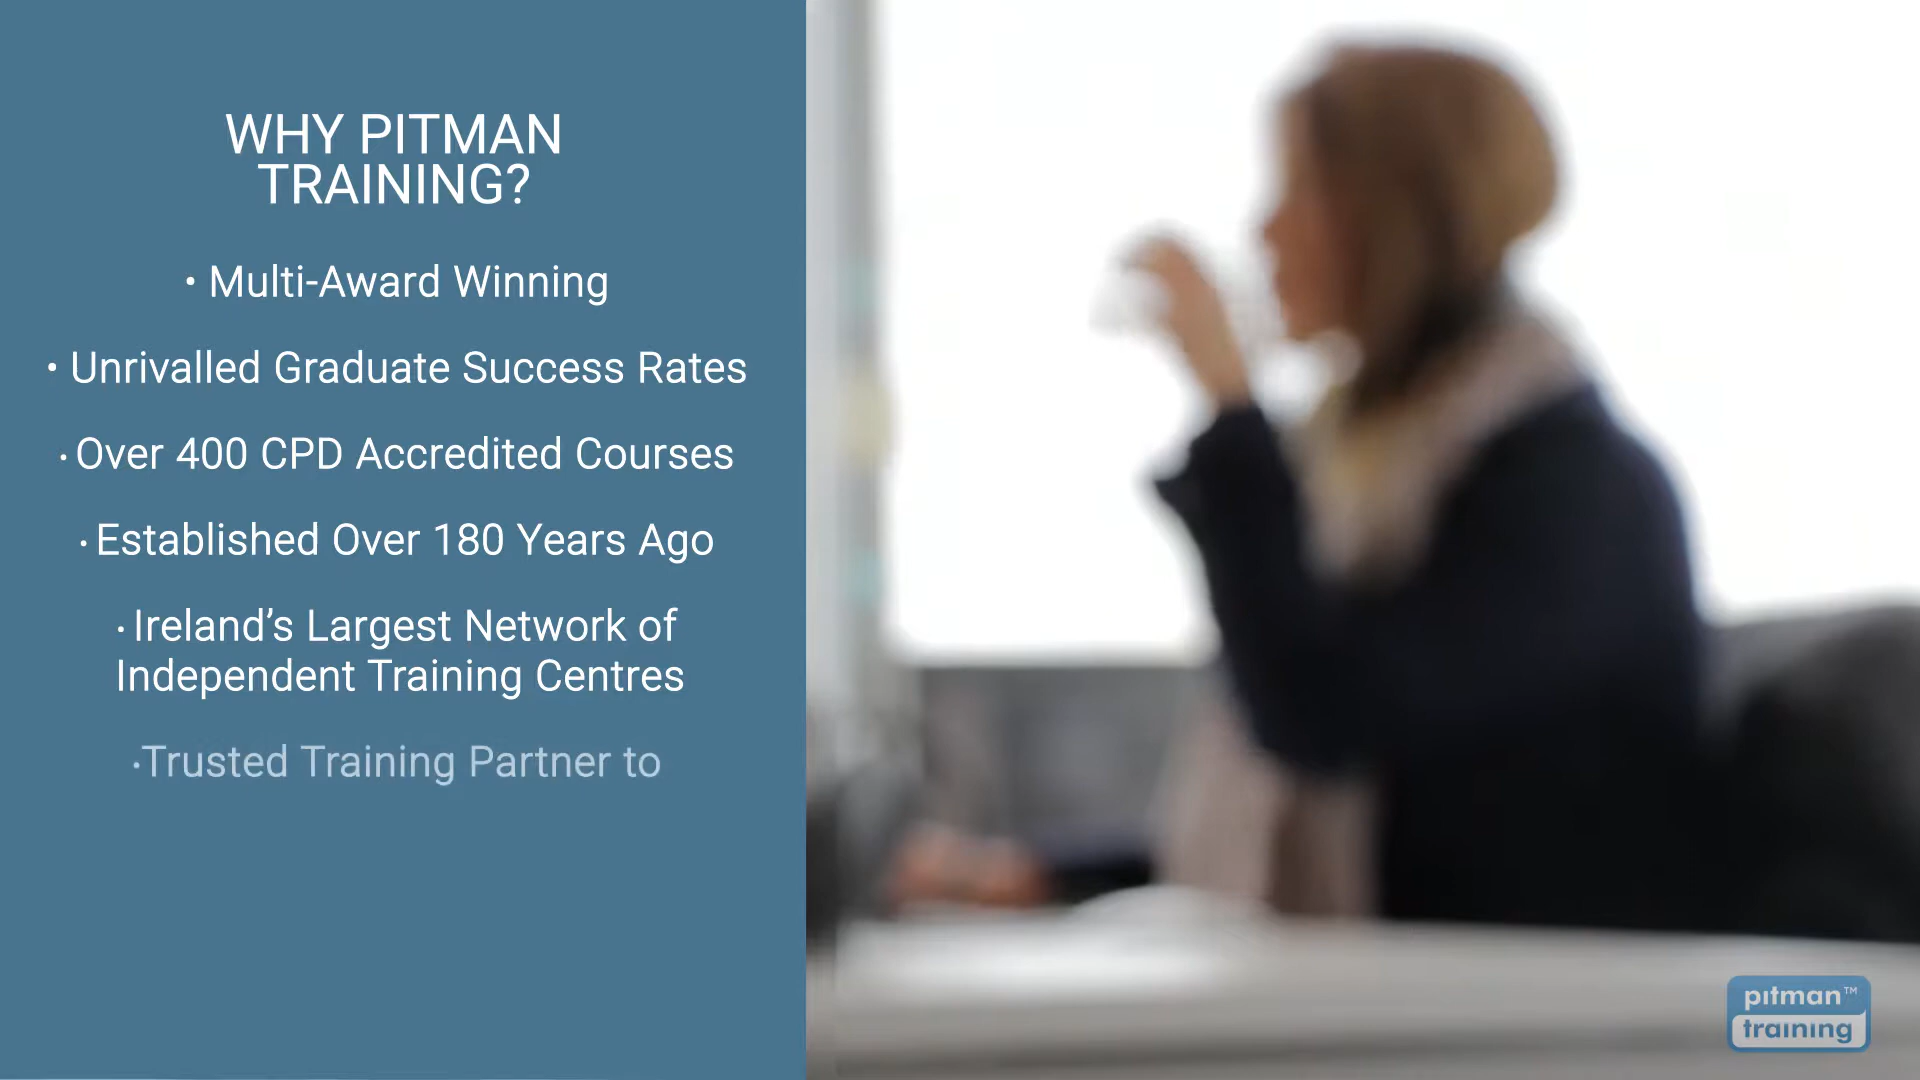 WHY PITMAN
TRAINING?
• Multi-Award Winning
• Unrivalled Graduate Success Rates
• Over 400 CPD Accredited Courses
• Established Over 180 Years Ago
• Ireland’s Largest Network of
Independent Training Centres
•Trusted Training Partner to
pitman™
training